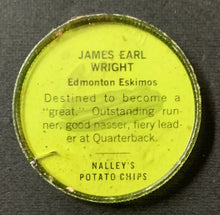 JAMES EARL
WRIGHT
Edmonton Eskimos
Destined to become a
"great." Outstanding run-
ner, good passer, fiery lead-
er at Quarterback.
NALLEY'S
POTATO CHIPS